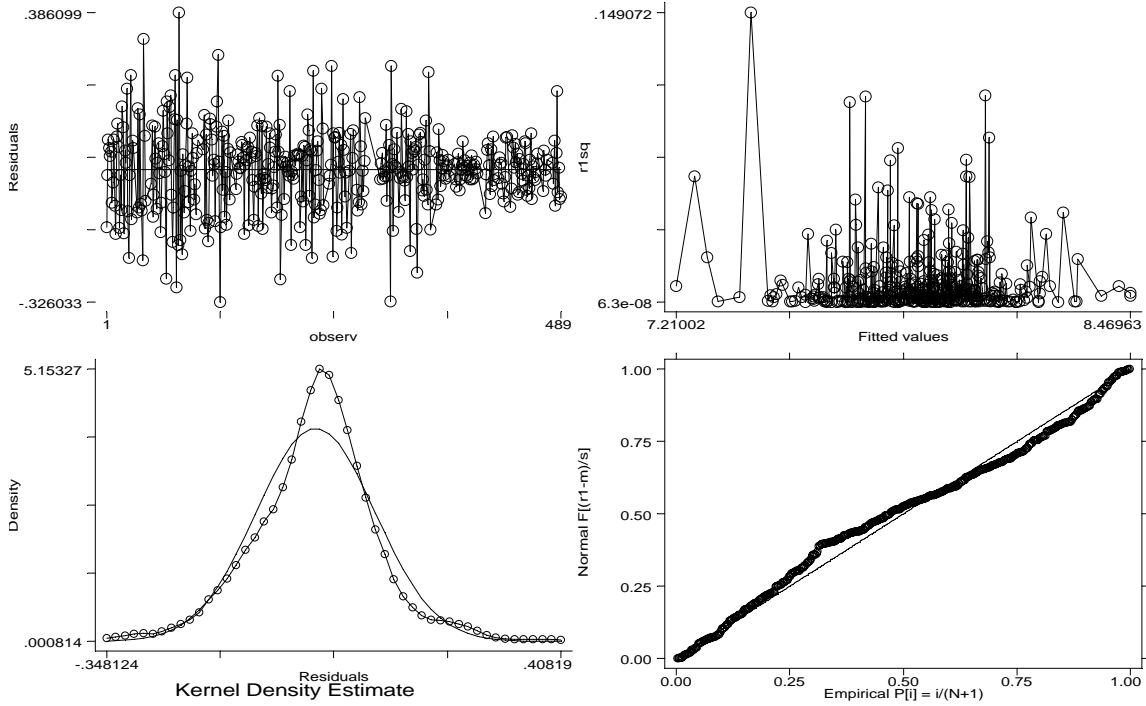 .386099
Residuals
-.326033
1
489
observ
.149072
r1sq
6.3e-08
7.21002
8.46963
Fitted values
5.15327
Density
.000814
-.348124
.40819
Residuals
Kernel Density Estimate
1.00
0.75
0.50
0.25
0.00
Normal F[(r1-m)/s]
0.00
0.25
0.50
0.75
1.00
Empirical P[i] = i/(N+1)